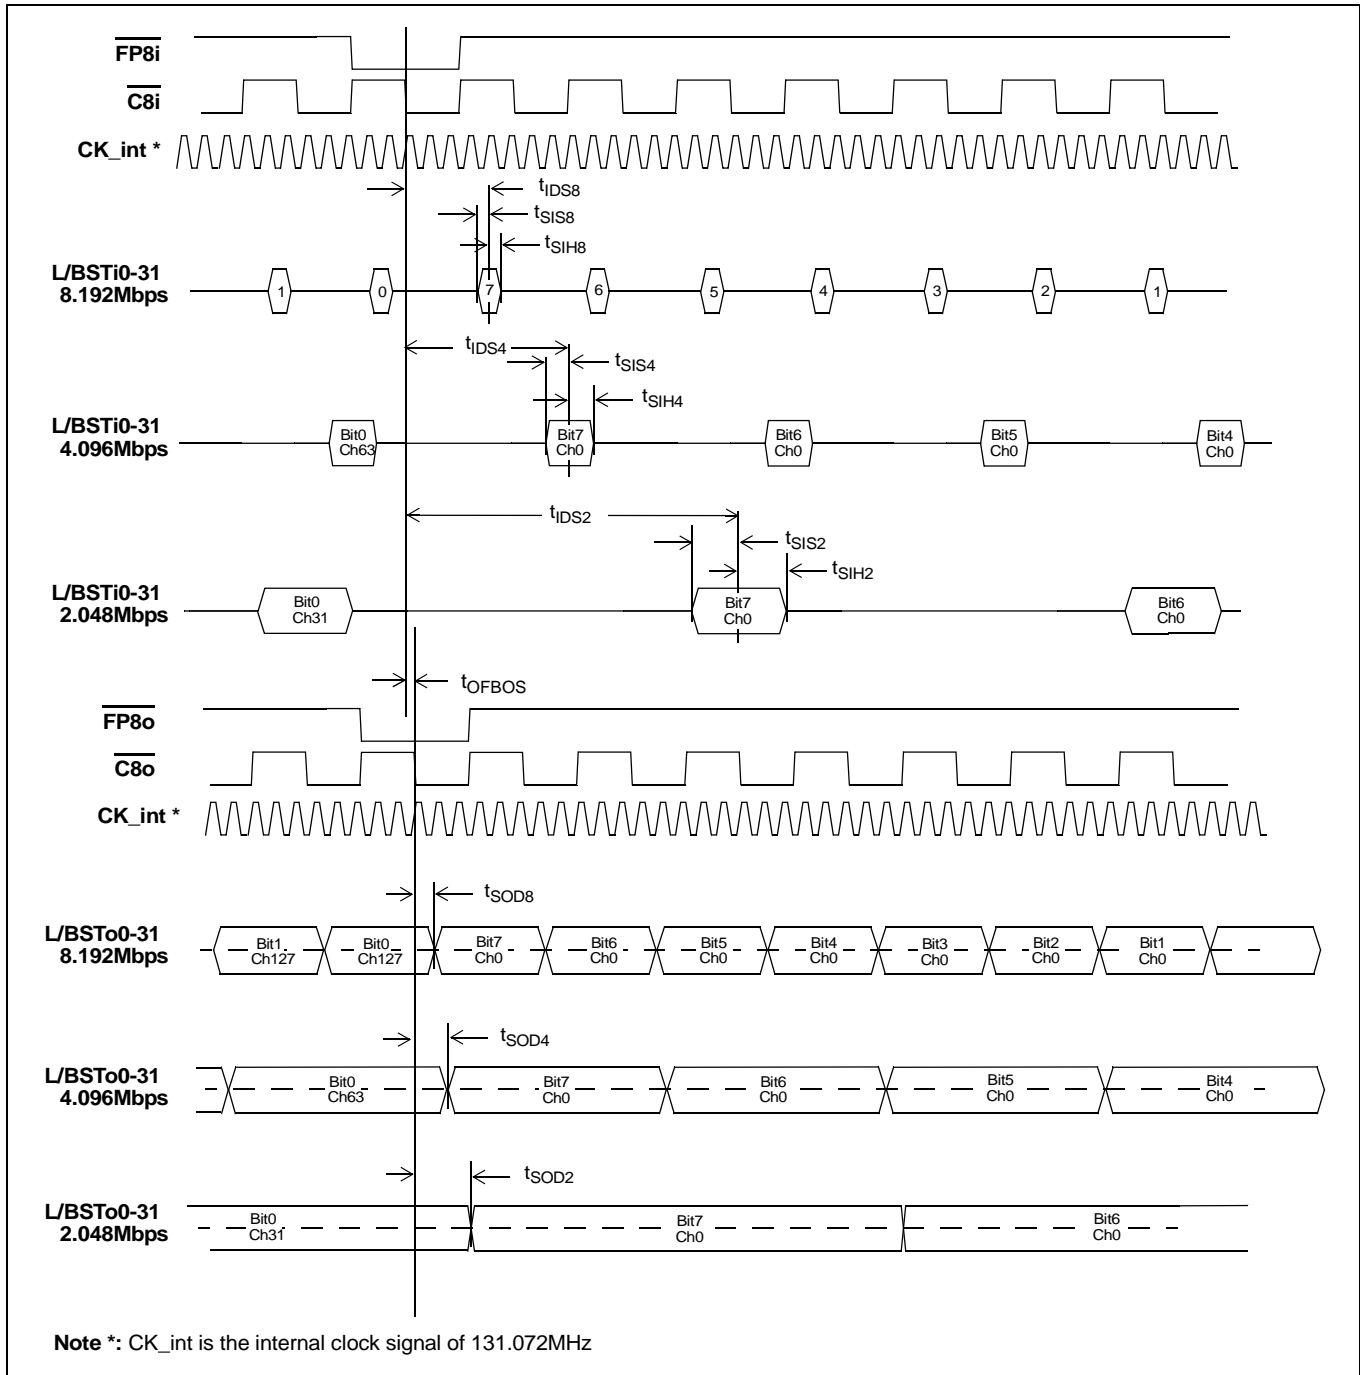 FP8i
C8i
CK_int *
tIDS8
tSIS8
tSIH8
L/BSTi0-31
8.192Mbps
1 0 7 6 5 4 3 2 1
tIDS4
tSIS4
tSIH4
L/BSTi0-31
4.096Mbps
Bit0 Bit7 Bit6 Bit5 Bit4
Ch63 Ch0 Ch0 Ch0 Ch0
tIDS2
tSIS2
tSIH2
L/BSTi0-31
2.048Mbps
Bit0 Bit7 Bit6
Ch31 Ch0 Ch0
tOFBOS
FP8o
C8o
CK_int *
tSOD8
L/BSTo0-31
8.192Mbps
Bit1 Bit0 Bit7 Bit6 Bit5 Bit4 Bit3 Bit2 Bit1
Ch127 Ch127 Ch0 Ch0 Ch0 Ch0 Ch0 Ch0 Ch0
tSOD4
L/BSTo0-31
4.096Mbps
Bit0 Bit7 Bit6 Bit5 Bit4
Ch63 Ch0 Ch0 Ch0 Ch0
tSOD2
L/BSTo0-31
2.048Mbps
Bit0 Bit7 Bit6
Ch31 Ch0 Ch0
Note *: CK_int is the internal clock signal of 131.072MHz